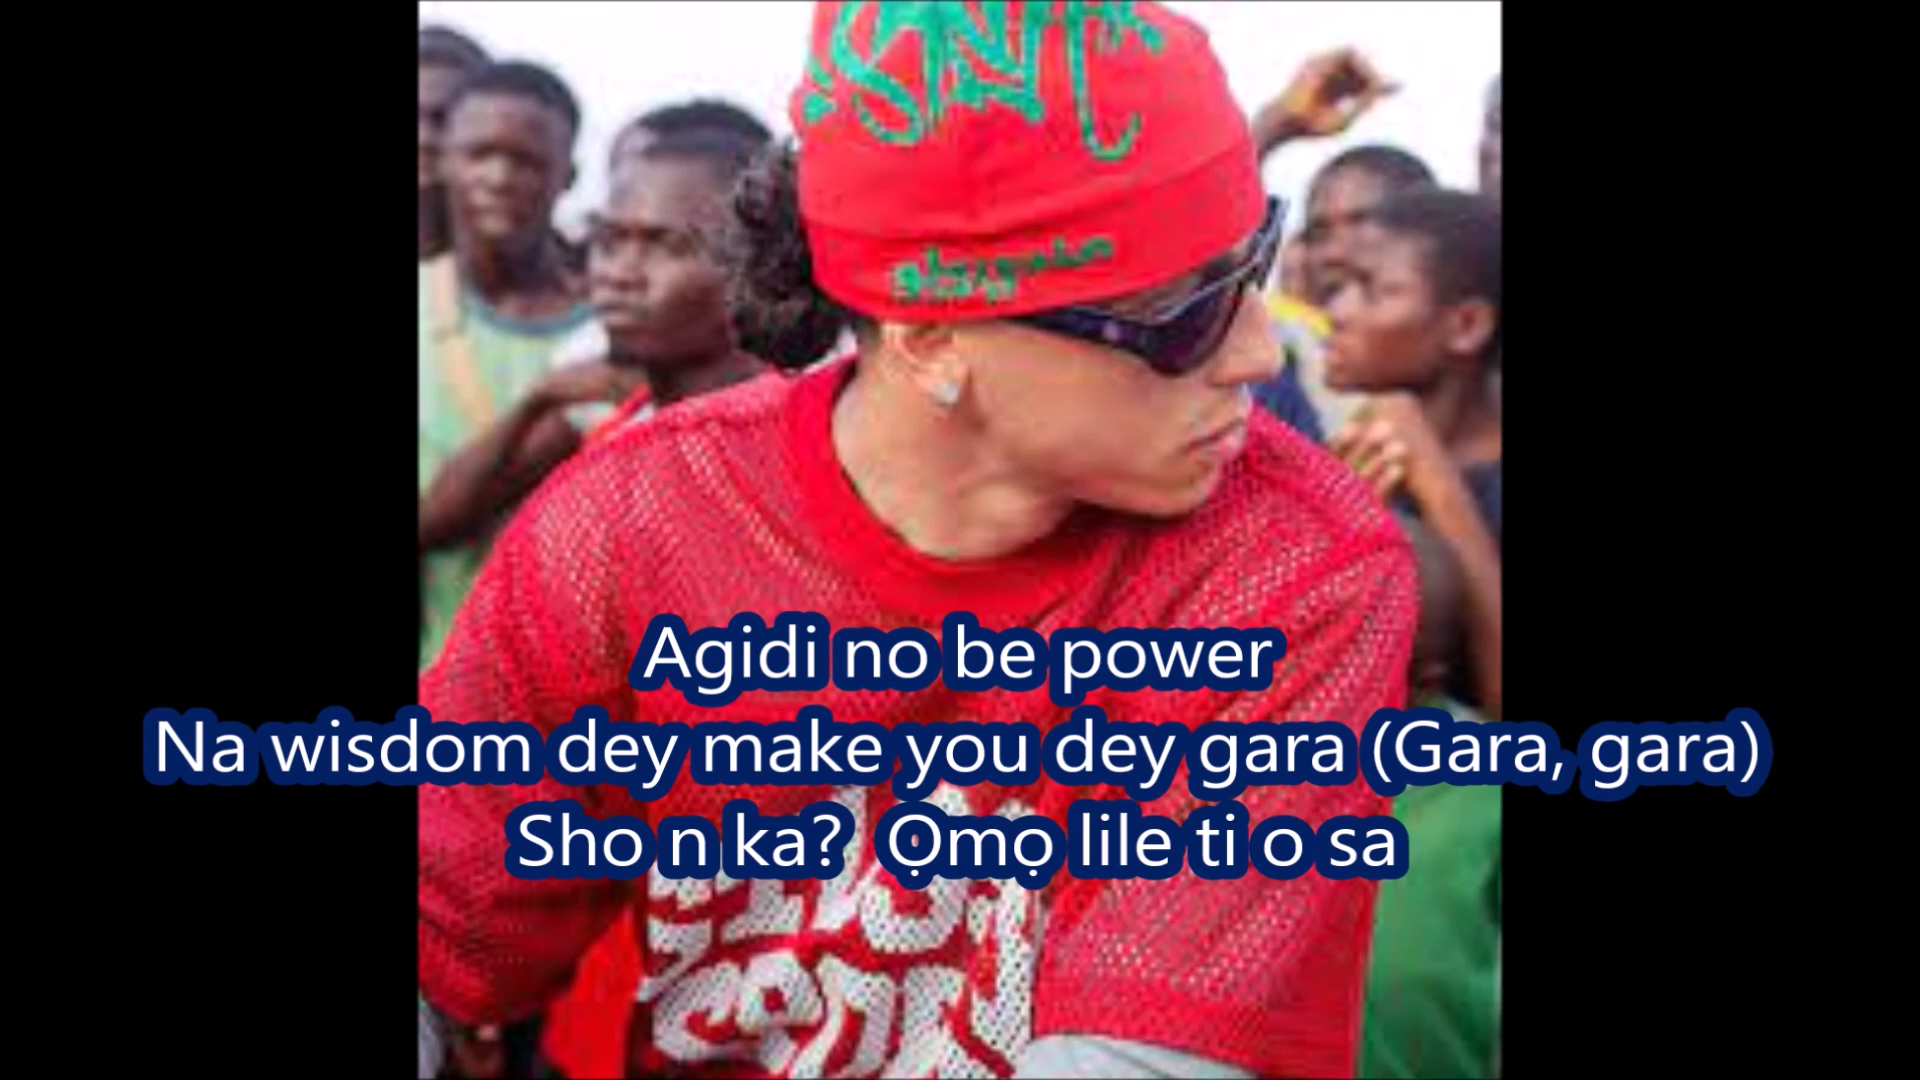 Agidi no be power
Na wisdom dey make you dey gara (Gara, gara)
Sho n ka?  Ọmọ lile ti o sa